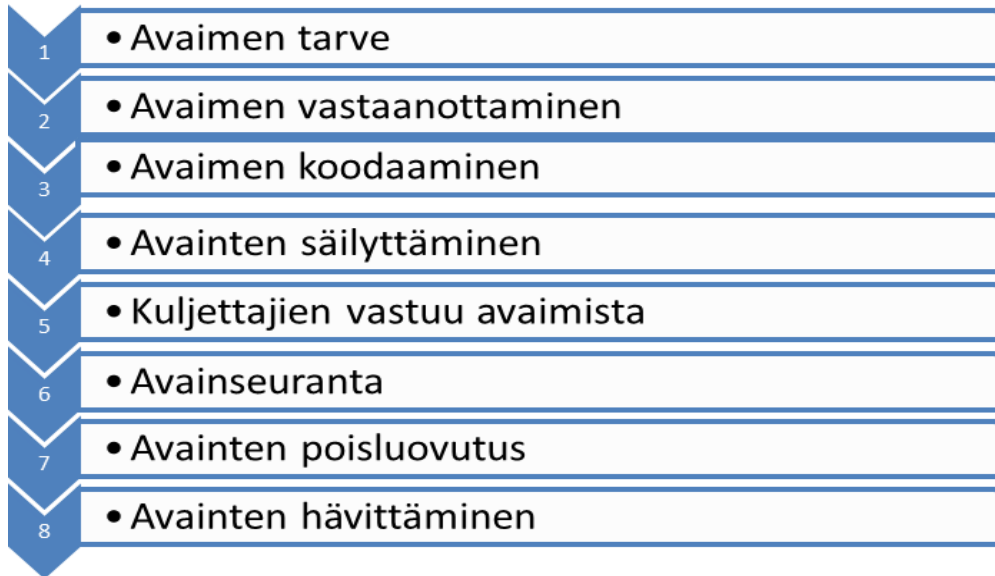 1 • Avaimen tarve
2 • Avaimen vastaanottaminen
3 • Avaimen koodaaminen
4 • Avainten säilyttäminen
5 • Kuljettajien vastuu avaimista
6 • Avainseuranta
7 • Avainten poisluovutus
8 • Avainten hävittäminen